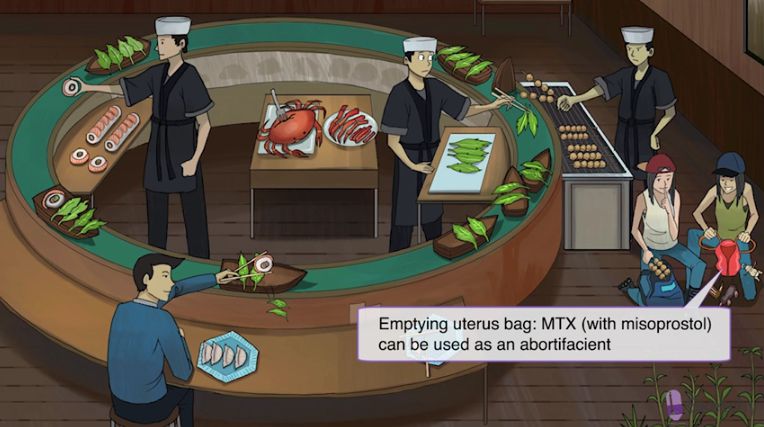 Emptying uterus bag: MTX (with misoprostol)
can be used as an abortifacient